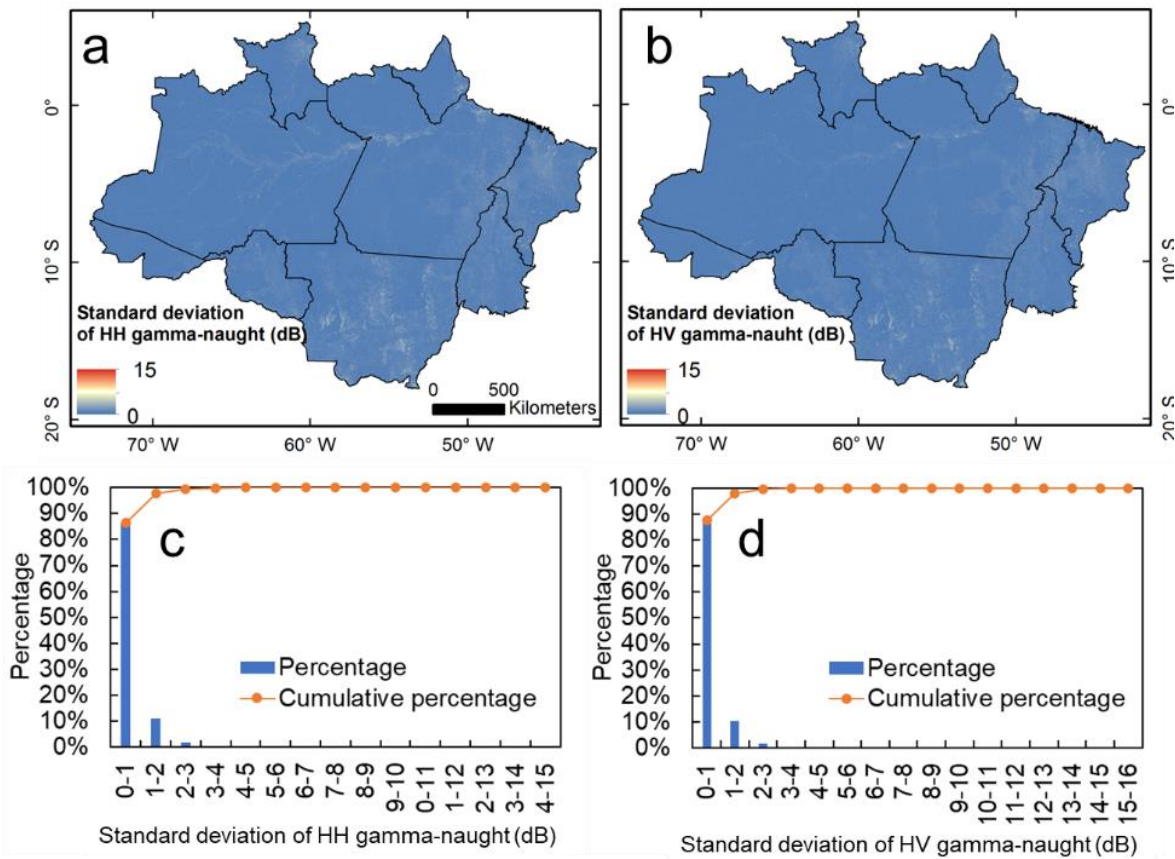 a
0°
10° S
20° S
Standard deviation
of HH gamma-naught (dB)
15
0
0 500
Kilometers
70° W 60° W 50° W
b
0°
10° S
20° S
Standard deviation
of HV gamma-nauht (dB)
15
0
70° W 60° W 50° W
c
Percentage
100%
90%
80%
70%
60%
50%
40%
30%
20%
10%
0%
Percentage
Cumulative percentage
0-1 1-2 2-3 3-4 4-5 5-6 6-7 7-8 8-9 9-10 0-11 1-12 2-13 3-14 4-15
Standard deviation of HH gamma-naught (dB)
d
Percentage
100%
90%
80%
70%
60%
50%
40%
30%
20%
10%
0%
Percentage
Cumulative percentage
0-1 1-2 2-3 3-4 4-5 5-6 6-7 7-8 8-9 9-10 10-11 11-12 12-13 13-14 14-15 15-16
Standard deviation of HV gamma-naught (dB)